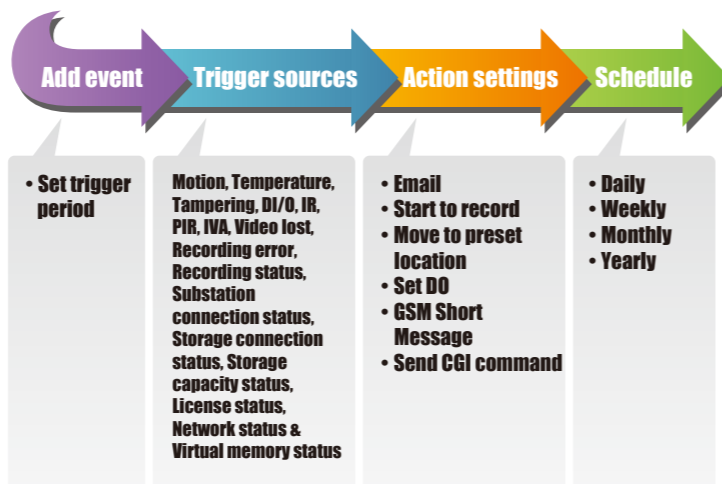 Add event
Trigger sources
Action settings
Schedule
• Set trigger
period
Motion, Temperature,
Tampering, DI/O, IR,
PIR, IVA, Video lost,
Recording error,
Recording status,
Substation
connection status,
Storage connection
status, Storage
capacity status,
License status,
Network status &
Virtual memory status
• Email
• Start to record
• Move to preset
location
• Set DO
• GSM Short
Message
• Send CGI command
• Daily
• Weekly
• Monthly
• Yearly